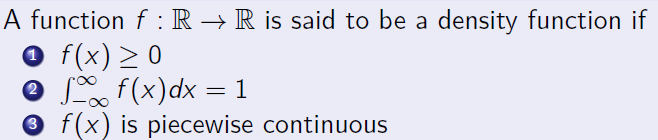 A function f : ℝ → ℝ is said to be a density function if
1 f(x) ≥ 0
2 ∫_{-∞}^{∞} f(x)dx = 1
3 f(x) is piecewise continuous